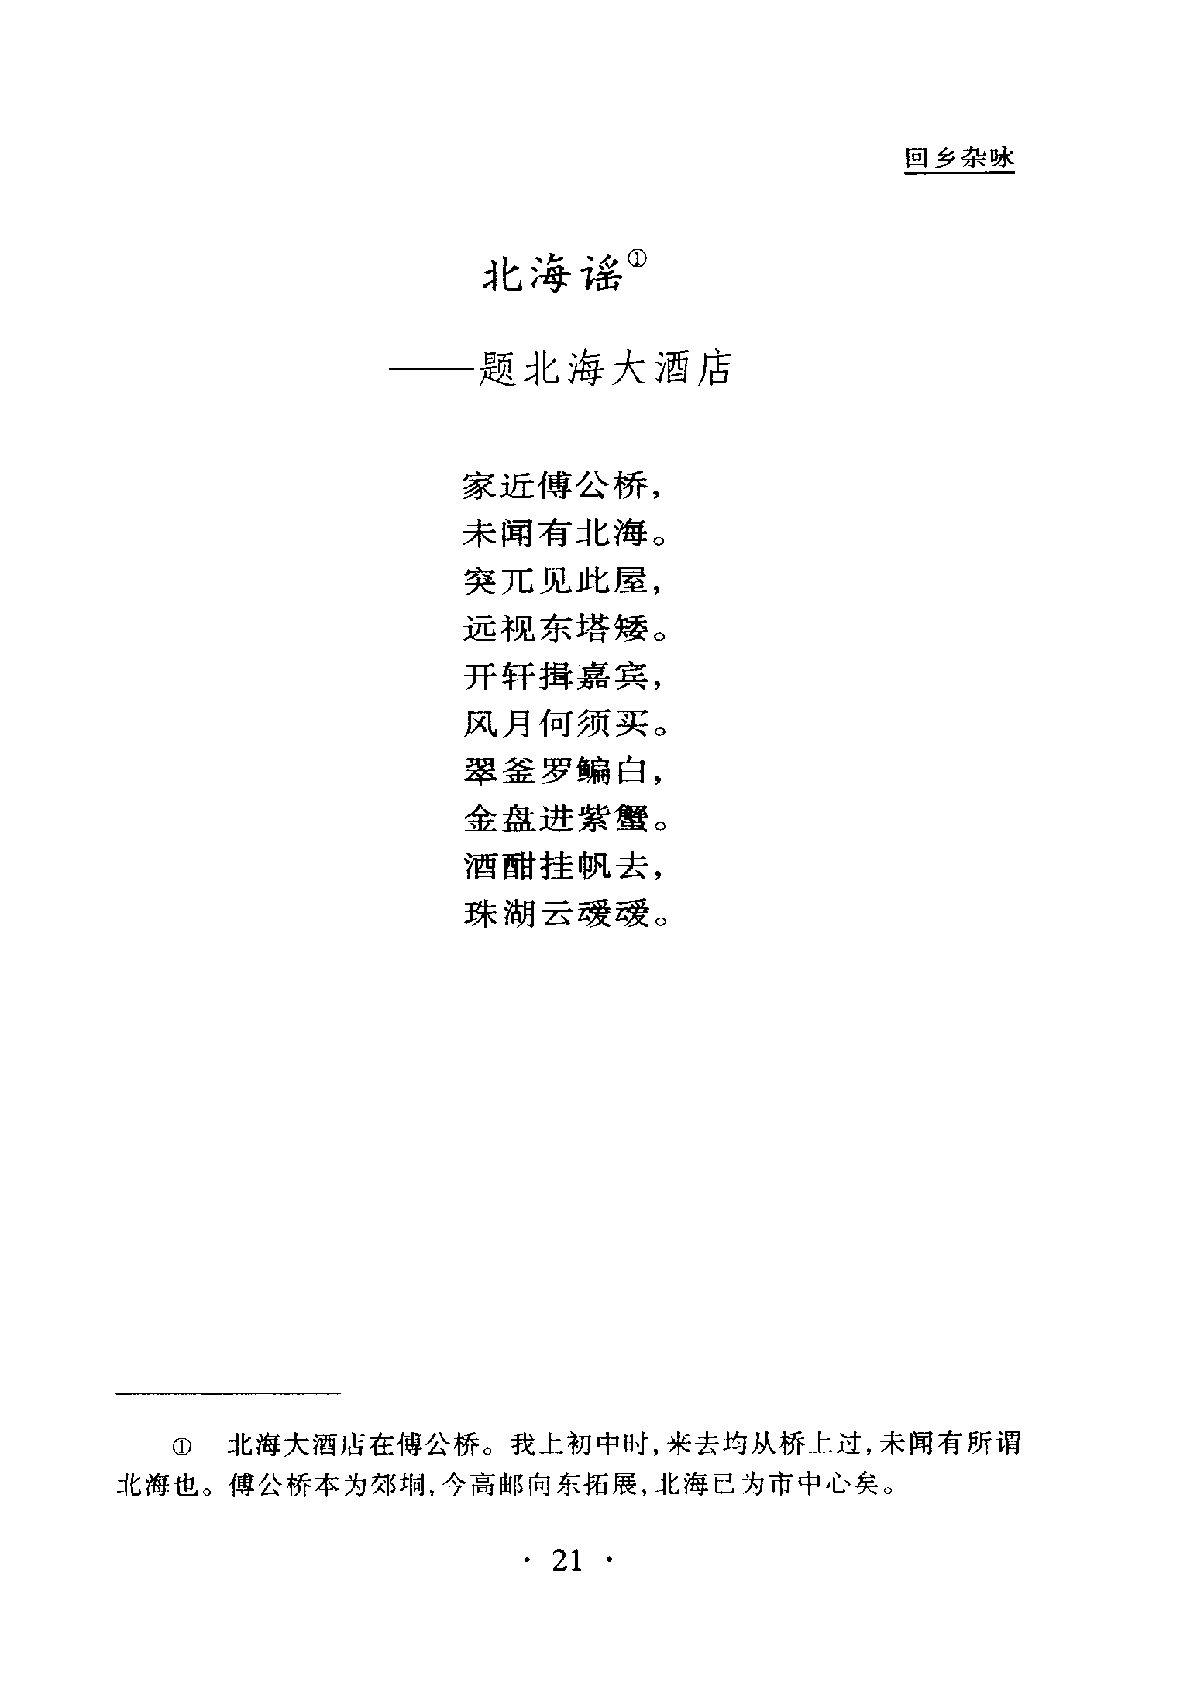 回乡杂咏
北海谣①
——题北海大酒店
家近傅公桥，
未闻有北海。
突兀见此屋，
远视东塔矮。
开轩揖嘉宾，
风月何须买。
翠釜罗鳊白，
金盘进紫蟹。
酒酣挂帆去，
珠湖云叆叆。
① 北海大酒店在傅公桥。我上初中时，来去均从桥上过，未闻有所谓
北海也。傅公桥本为郊坰，今高邮向东拓展，北海已为市中心矣。
· 21 ·